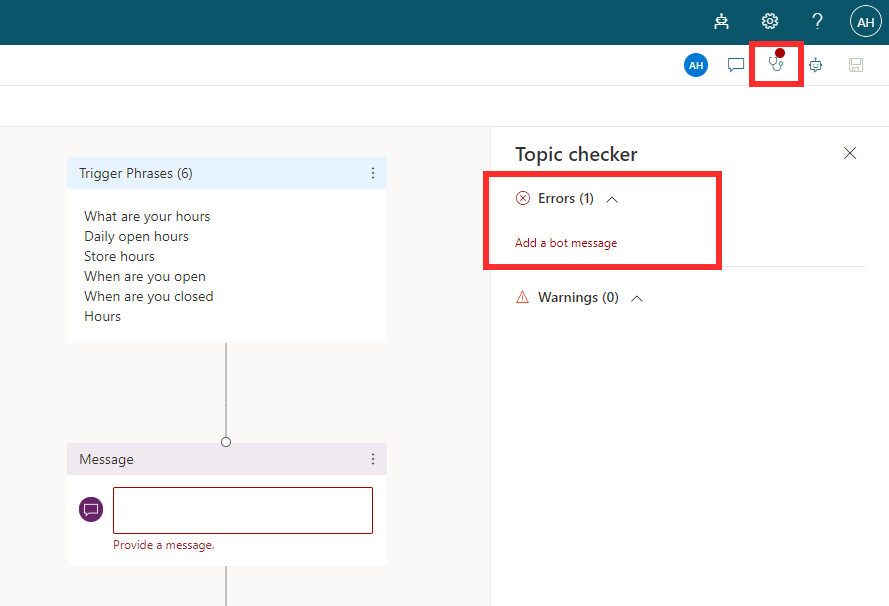 ?
AH
AH
Topic checker
Trigger Phrases (6)
Errors (1)
What are your hours
Daily open hours
Add a bot message
Store hours
When are you open
When are you closed
Warnings (0)
Hours
Message
Provide a message.